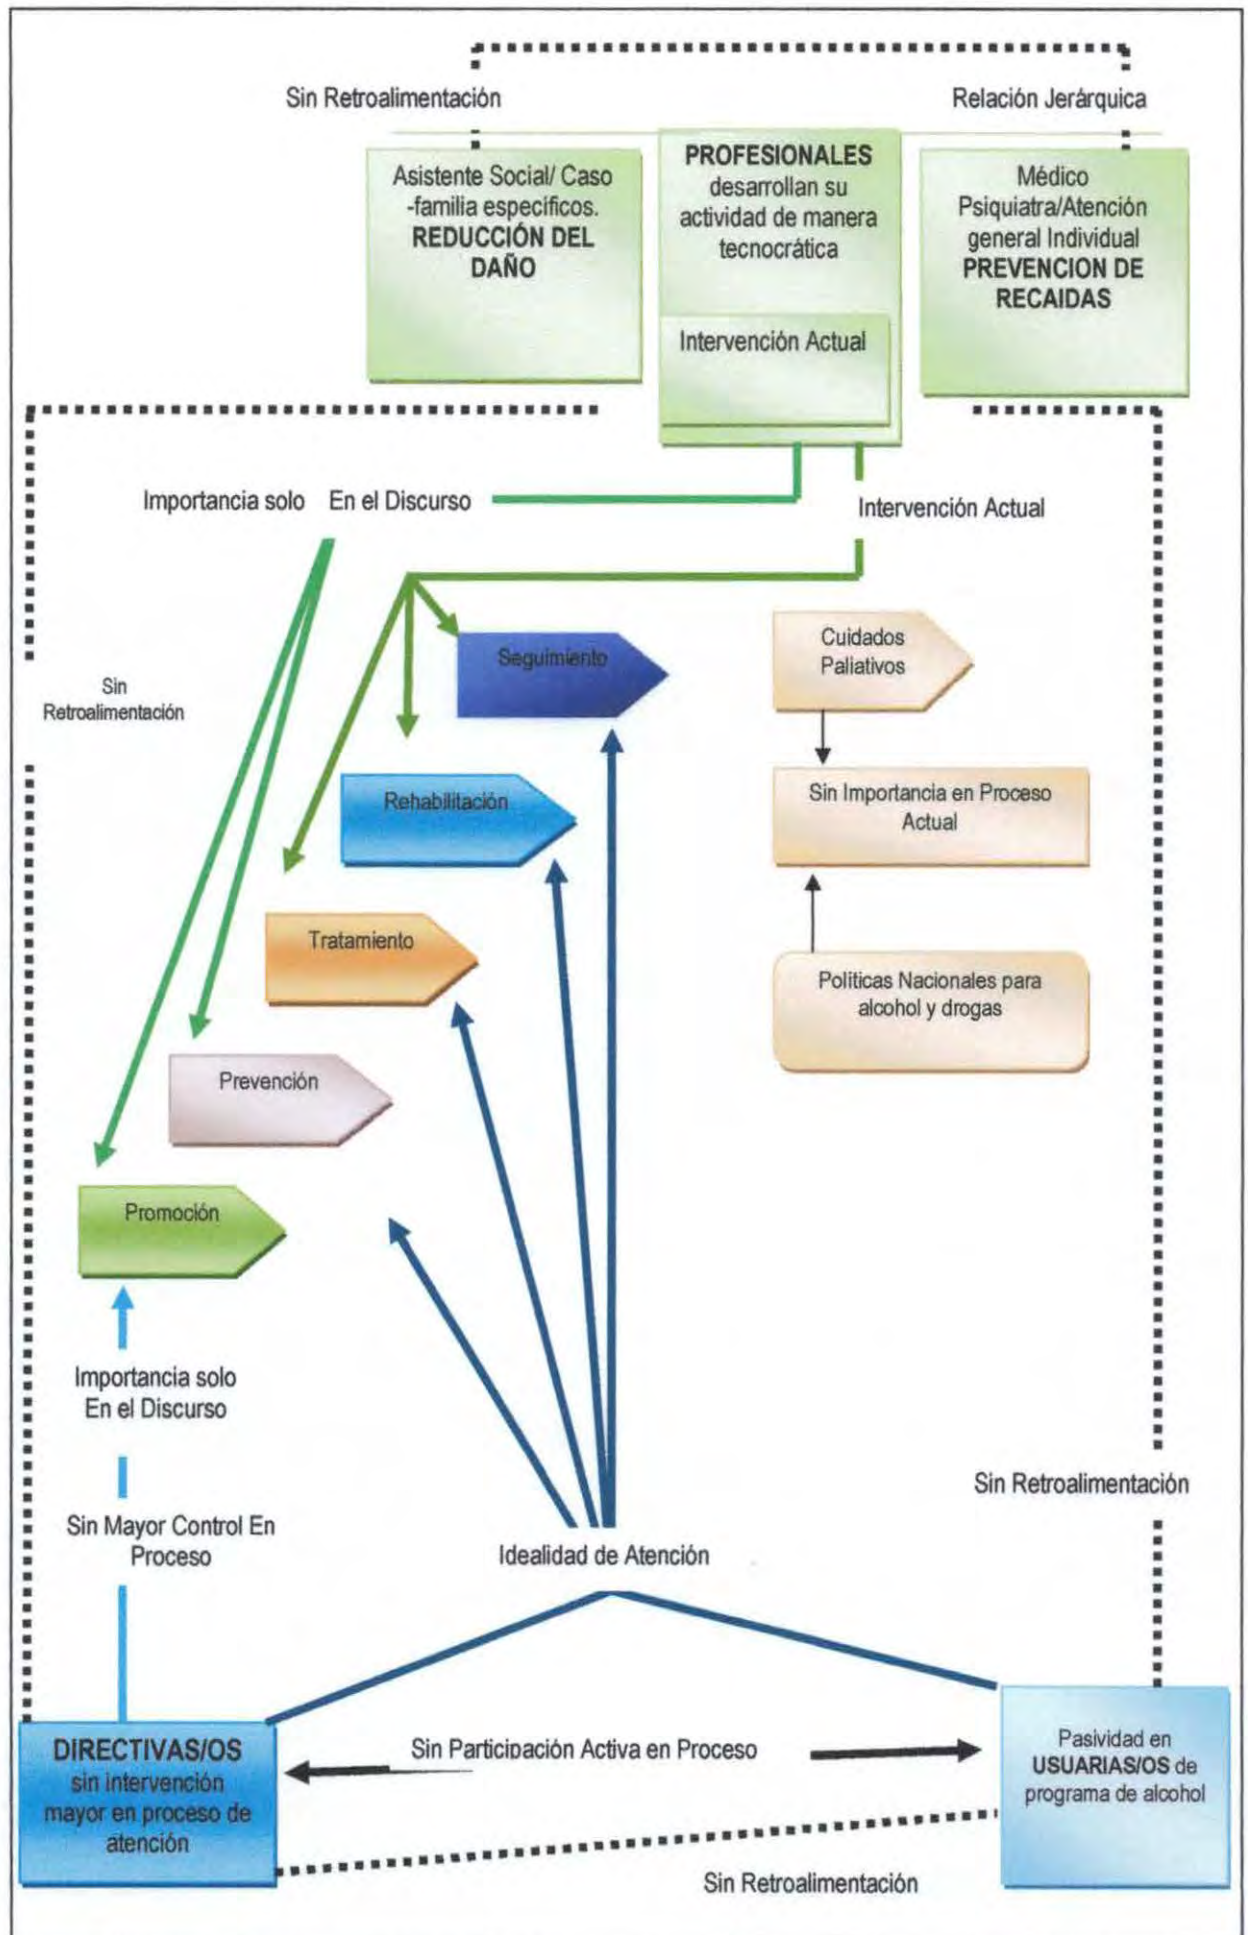 Sin Retroalimentación
Relación Jerárquica
Asistente Social/ Caso
-familia específicos.
REDUCCIÓN DEL
DAÑO
PROFESIONALES
desarrollan su
actividad de manera
tecnocrática
Intervención Actual
Médico
Psiquiatra/Atención
general Individual
PREVENCION DE
RECAIDAS
Importancia solo En el Discurso
Intervención Actual
Seguimiento
Cuidados
Paliativos
Sin
Retroalimentación
Rehabilitación
Sin Importancia en Proceso
Actual
Tratamiento
Políticas Nacionales para
alcohol y drogas
Prevención
Promoción
Importancia solo
En el Discurso
Sin Mayor Control En
Proceso
Idealidad de Atención
Sin Retroalimentación
DIRECTIVAS/OS
sin intervención
mayor en proceso de
atención
Sin Participación Activa en Proceso
Pasividad en
USUARIAS/OS de
programa de alcohol
Sin Retroalimentación